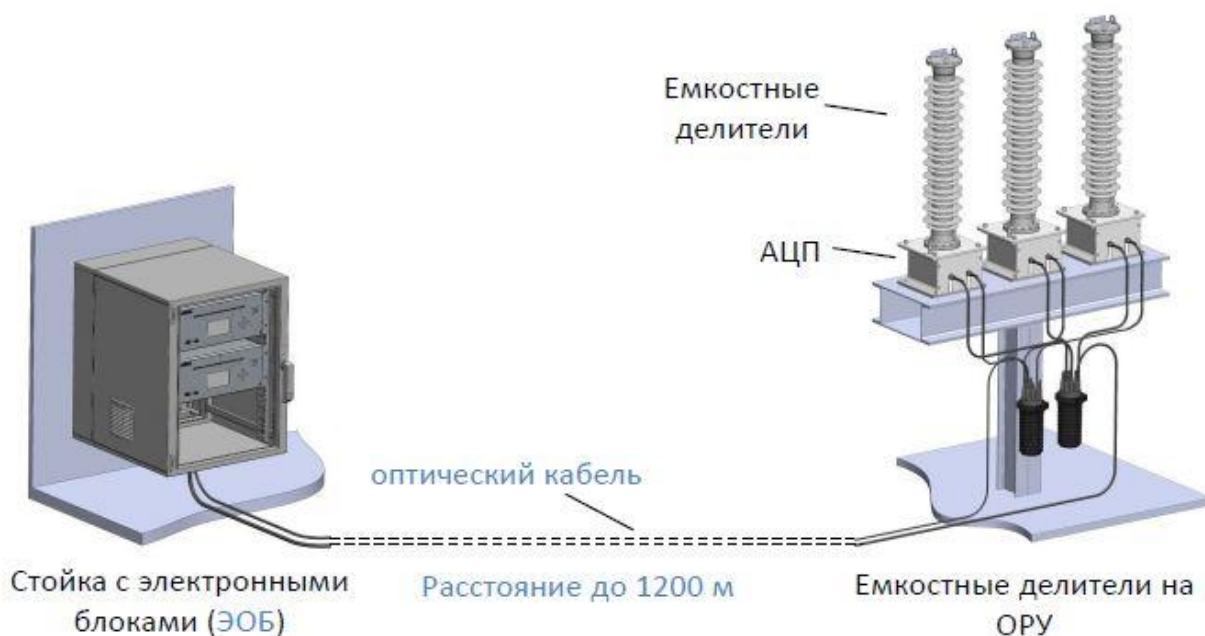 Емкостные
делители
АЦП
оптический кабель
Расстояние до 1200 м
Стойка с электронными
блоками (ЭОБ)
Емкостные делители на
ОРУ